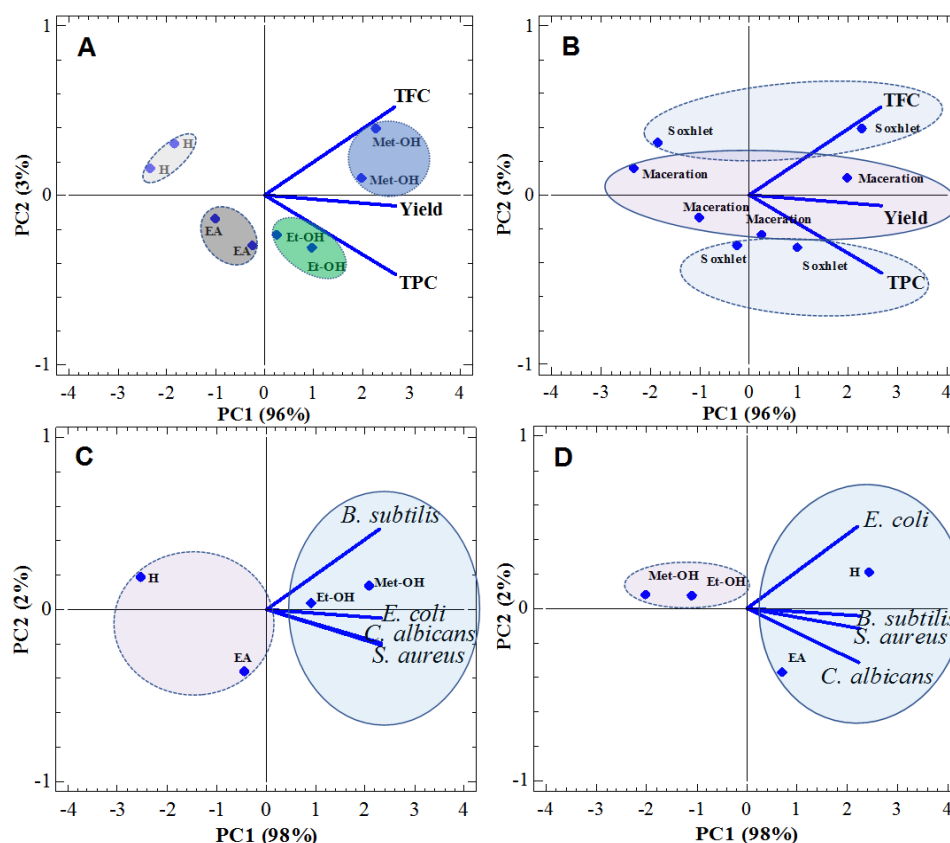 A
1
0
-1
PC2 (3%)
TFC
Met-OH
Met-OH
H
H
Yield
EA
EA
Et-OH
Et-OH
TPC
-4 -3 -2 -1 0 1 2 3 4
PC1 (96%)
B
1
0
-1
PC2 (3%)
TFC
Soxhlet
Soxhlet
Maceration
Maceration
Yield
Maceration
Maceration
Soxhlet
Soxhlet
TPC
-4 -3 -2 -1 0 1 2 3 4
PC1 (96%)
C
1
0
-1
PC2 (2%)
B. subtilis
H
Met-OH
Et-OH
E. coli
C. albicans
S. aureus
EA
-4 -3 -2 -1 0 1 2 3 4
PC1 (98%)
D
1
0
-1
PC2 (2%)
E. coli
Met-OH
Et-OH
H
B. subtilis
S. aureus
EA
C. albicans
-4 -3 -2 -1 0 1 2 3 4
PC1 (98%)